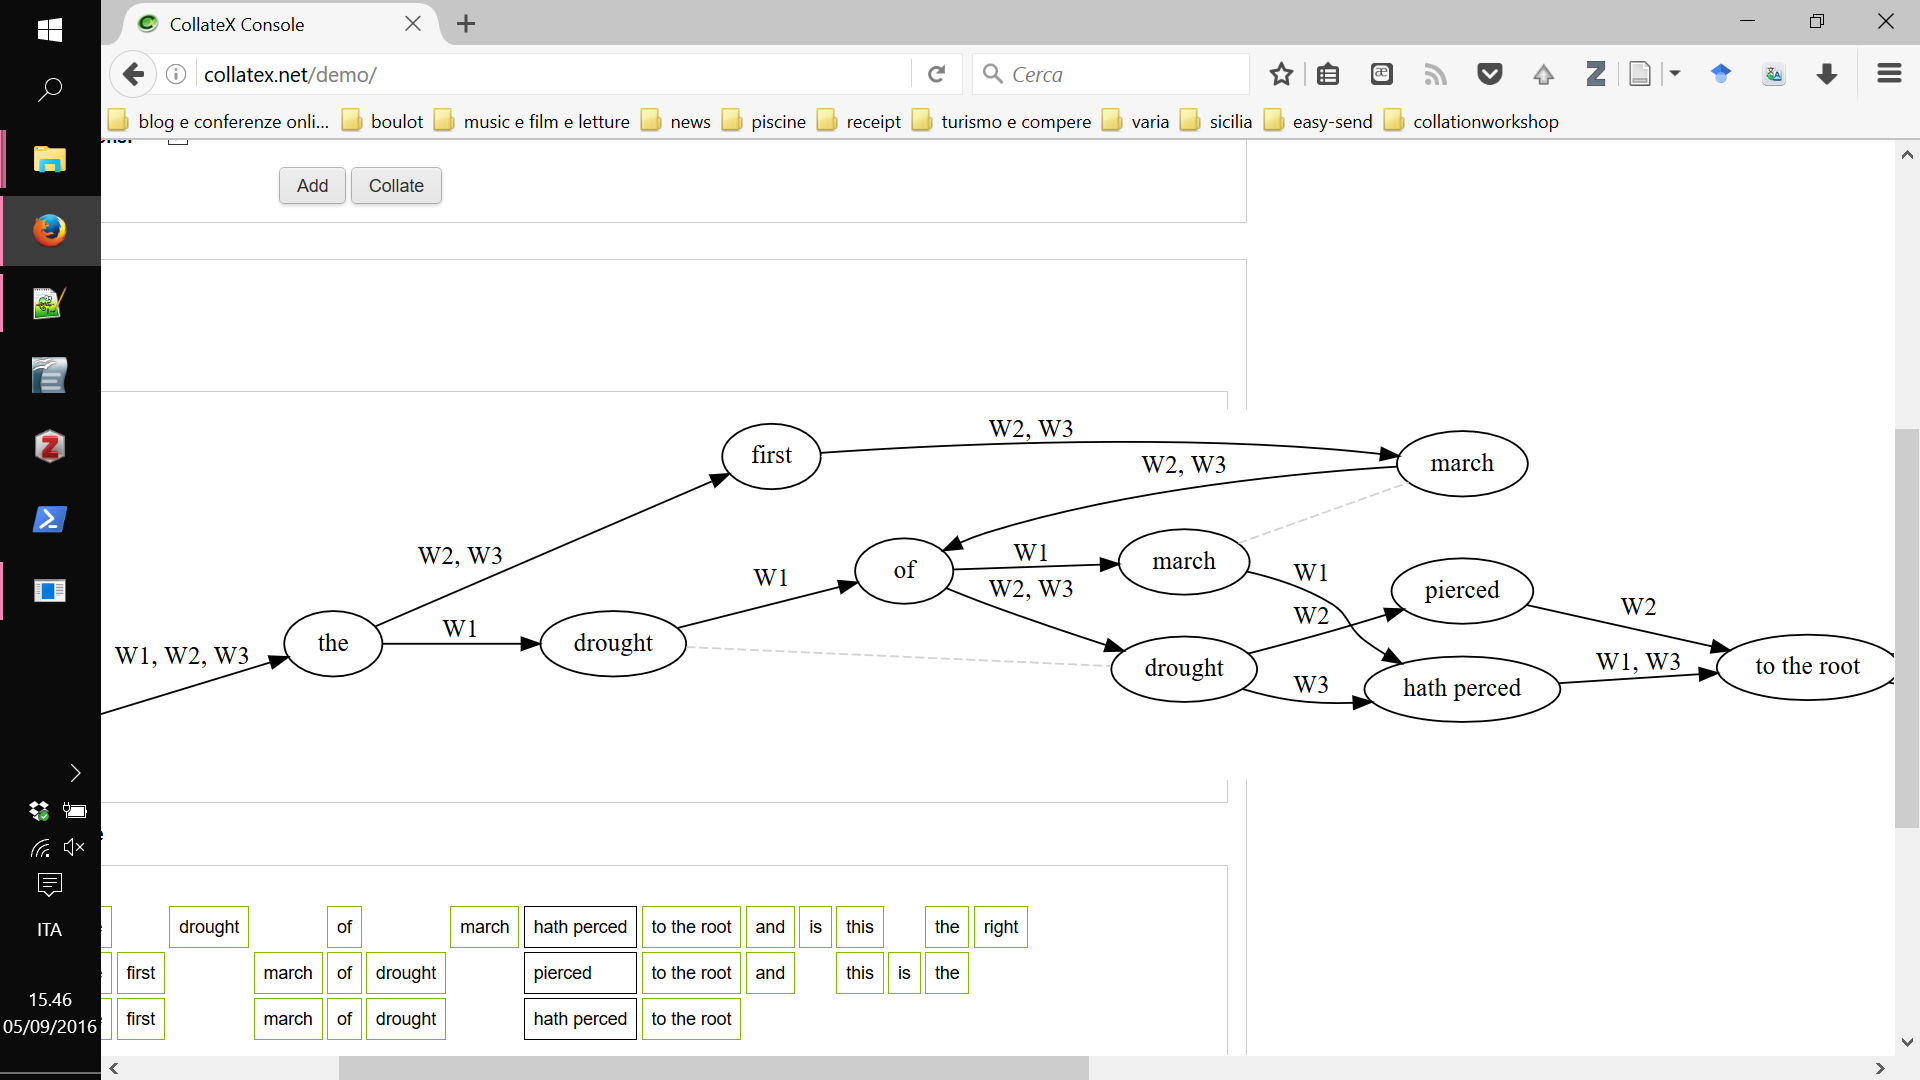 CollateX Console
collatex.net/demo/
Cerca
blog e conferenze onli... boulot music e film e letture news piscine receipt turismo e compere varia sicilia easy-send collationworkshop
Add Collate
W2, W3
first
march
W2, W3
W2, W3
W1
march
W1
of
W1
W2, W3
pierced
W2
W2
W1, W2, W3
the
W1
drought
drought
W3
hath perced
W1, W3
to the root
drought of march hath perced to the root and is this the right
first march of drought pierced to the root and this is the
first march of drought hath perced to the root
ITA
15.46
05/09/2016